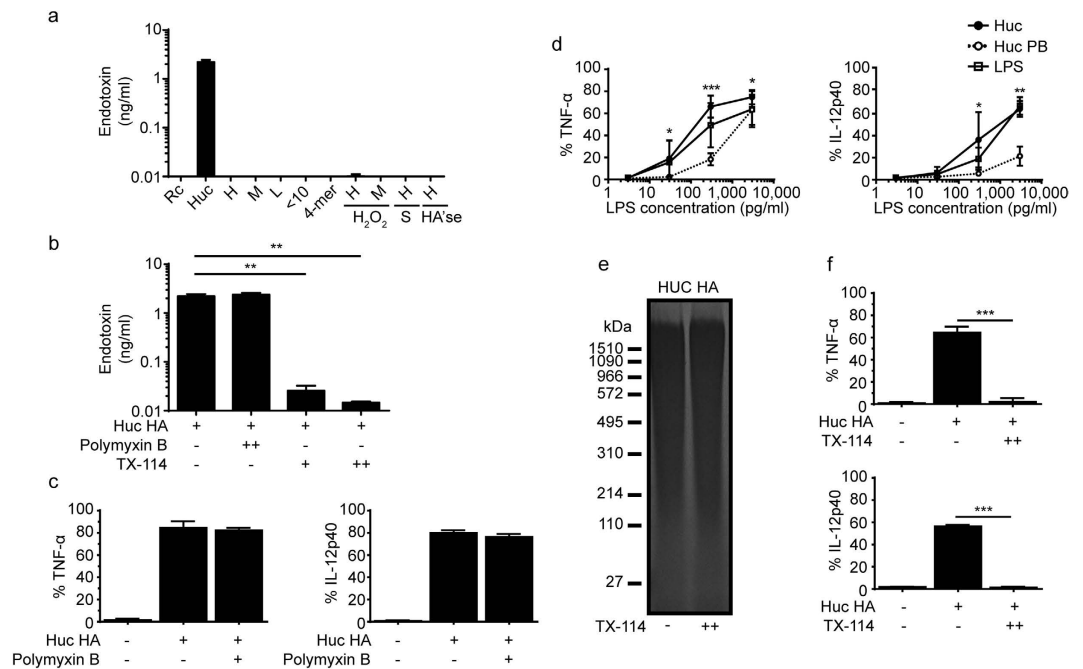 a
Endotoxin
(ng/ml)
10
1
0.1
0.01
Rc
Huc
H
M
L
<10
4-mer
H M H H
H₂O₂ S HA'se
b
** 
**
Endotoxin
(ng/ml)
10
1
0.1
0.01
Huc HA + + + +
Polymyxin B - ++ - -
TX-114 - - + ++
c
% TNF-α
100
80
60
40
20
0
Huc HA - + +
Polymyxin B - - +
% IL-12p40
100
80
60
40
20
0
Huc HA - + +
Polymyxin B - - +
d
Huc
Huc PB
LPS
% TNF-α
100
80
60
40
20
0
* *** *
1 10 100 1,000 10,000
LPS concentration (pg/ml)
% IL-12p40
100
80
60
40
20
0
* **
1 10 100 1,000 10,000
LPS concentration (pg/ml)
e
HUC HA
kDa
1510
1090
966
572
495
310
214
110
27
TX-114 - ++
f
% TNF-α
100
80
60
40
20
0
***
Huc HA - + +
TX-114 - - ++
% IL-12p40
100
80
60
40
20
0
***
Huc HA - + +
TX-114 - - ++